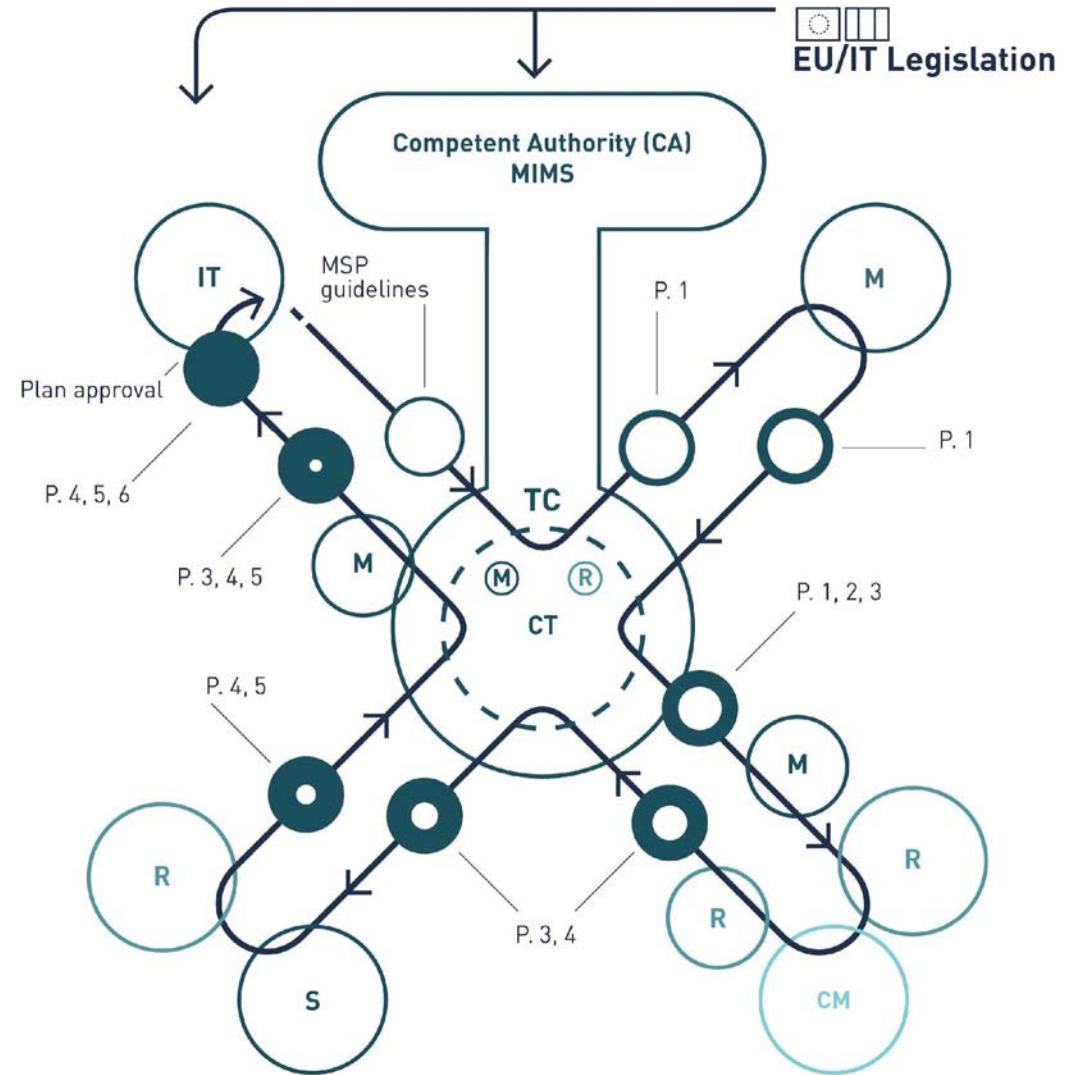 EU/IT Legislation
Competent Authority (CA)
MIMS
IT
MSP
guidelines
P. 1
M
Plan approval
P. 1
P. 4, 5, 6
TC
P. 3, 4, 5
M
M
R
CT
P. 1, 2, 3
P. 4, 5
M
R
R
R
P. 3, 4
S
CM